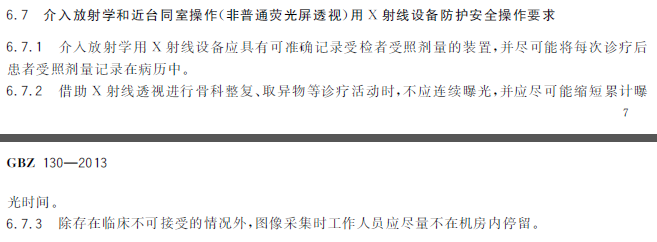 6.7 介入放射学和近台同室操作(非普通荧光屏透视)用 X 射线设备防护安全操作要求
6.7.1 介入放射学用 X 射线设备应具有可准确记录受检者受照剂量的装置,并尽可能将每次诊疗后
患者受照剂量记录在病历中。
6.7.2 借助 X 射线透视进行骨科整复、取异物等诊疗活动时,不应连续曝光,并应尽可能缩短累计曝
7
GBZ 130—2013
光时间。
6.7.3 除存在临床不可接受的情况外,图像采集时工作人员应尽量不在机房内停留。